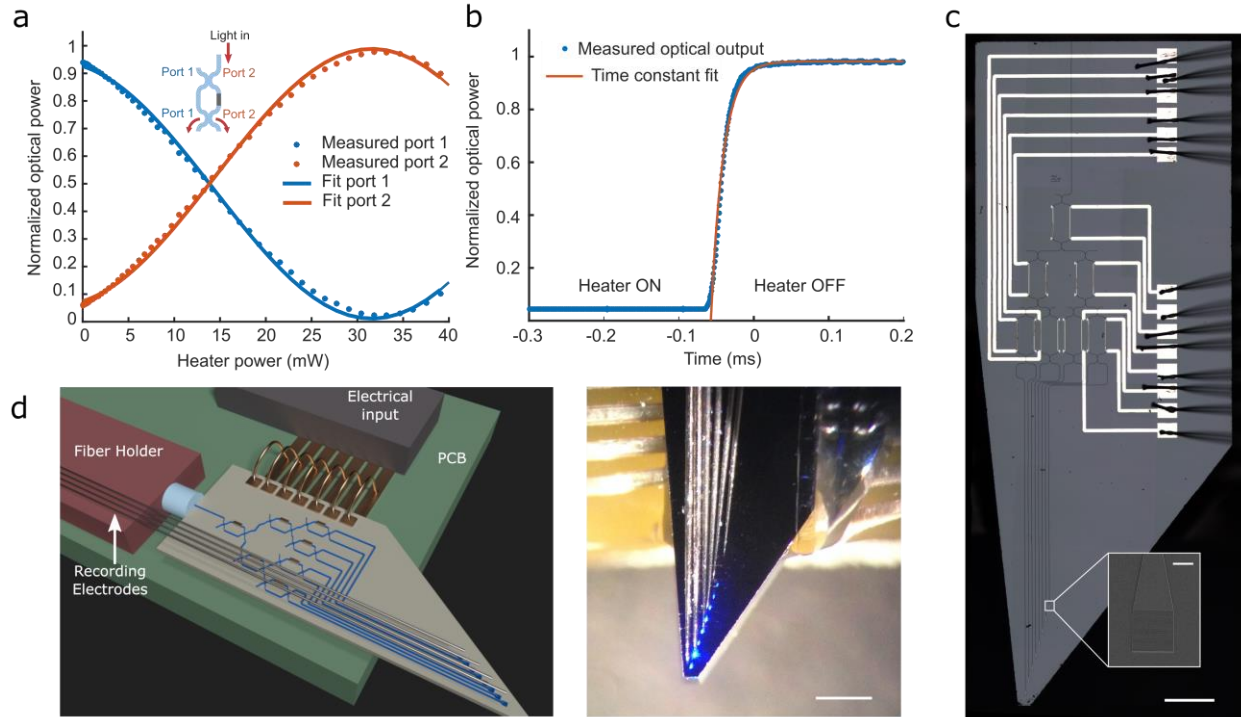 a
Light in
Port 1
Port 2
Port 1
Port 2
Measured port 1
Measured port 2
Fit port 1
Fit port 2
Normalized optical power
1
0.9
0.8
0.7
0.6
0.5
0.4
0.3
0.2
0.1
0
0
5
10
15
20
25
30
35
40
Heater power (mW)
b
Measured optical output
Time constant fit
Normalized optical power
1
0.8
0.6
0.4
0.2
0
Heater ON
Heater OFF
-0.3
-0.2
-0.1
0
0.1
0.2
Time (ms)
c
d
Electrical
input
Fiber Holder
PCB
Recording
Electrodes